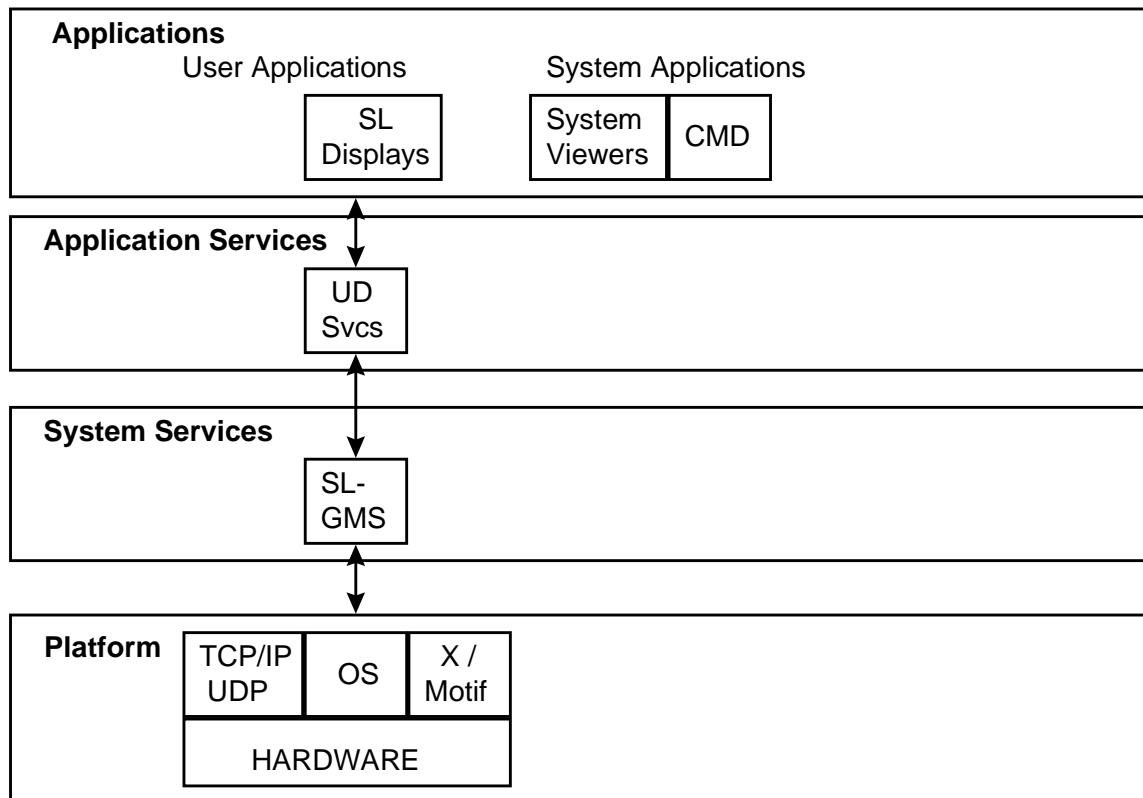 Applications
User Applications
System Applications
SL
Displays
System
Viewers
CMD
Application Services
UD
Svcs
System Services
SL-
GMS
Platform
TCP/IP
UDP
OS
X /
Motif
HARDWARE